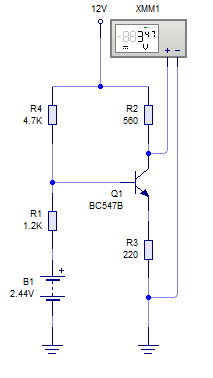 12V
XMM1
V
+ −
R4
4.7K
R2
560
Q1
BC547B
R1
1.2K
R3
220
B1
2.44V
+